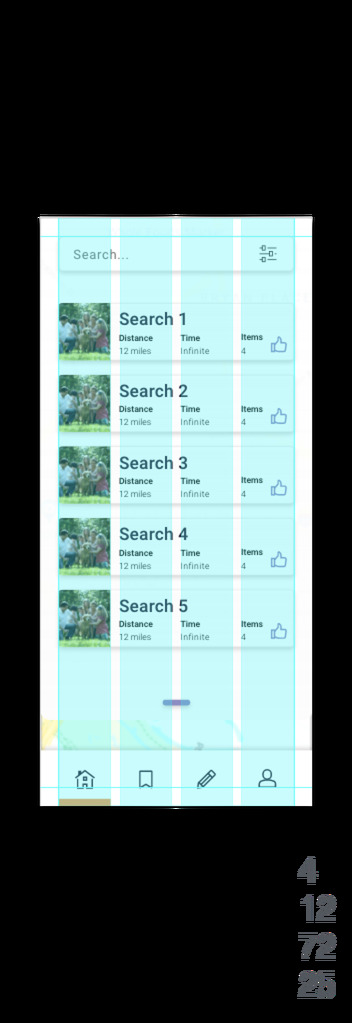 Search...
Search 1
Distance Time Items
12 miles Infinite 4
Search 2
Distance Time Items
12 miles Infinite 4
Search 3
Distance Time Items
12 miles Infinite 4
Search 4
Distance Time Items
12 miles Infinite 4
Search 5
Distance Time Items
12 miles Infinite 4
4
12
72